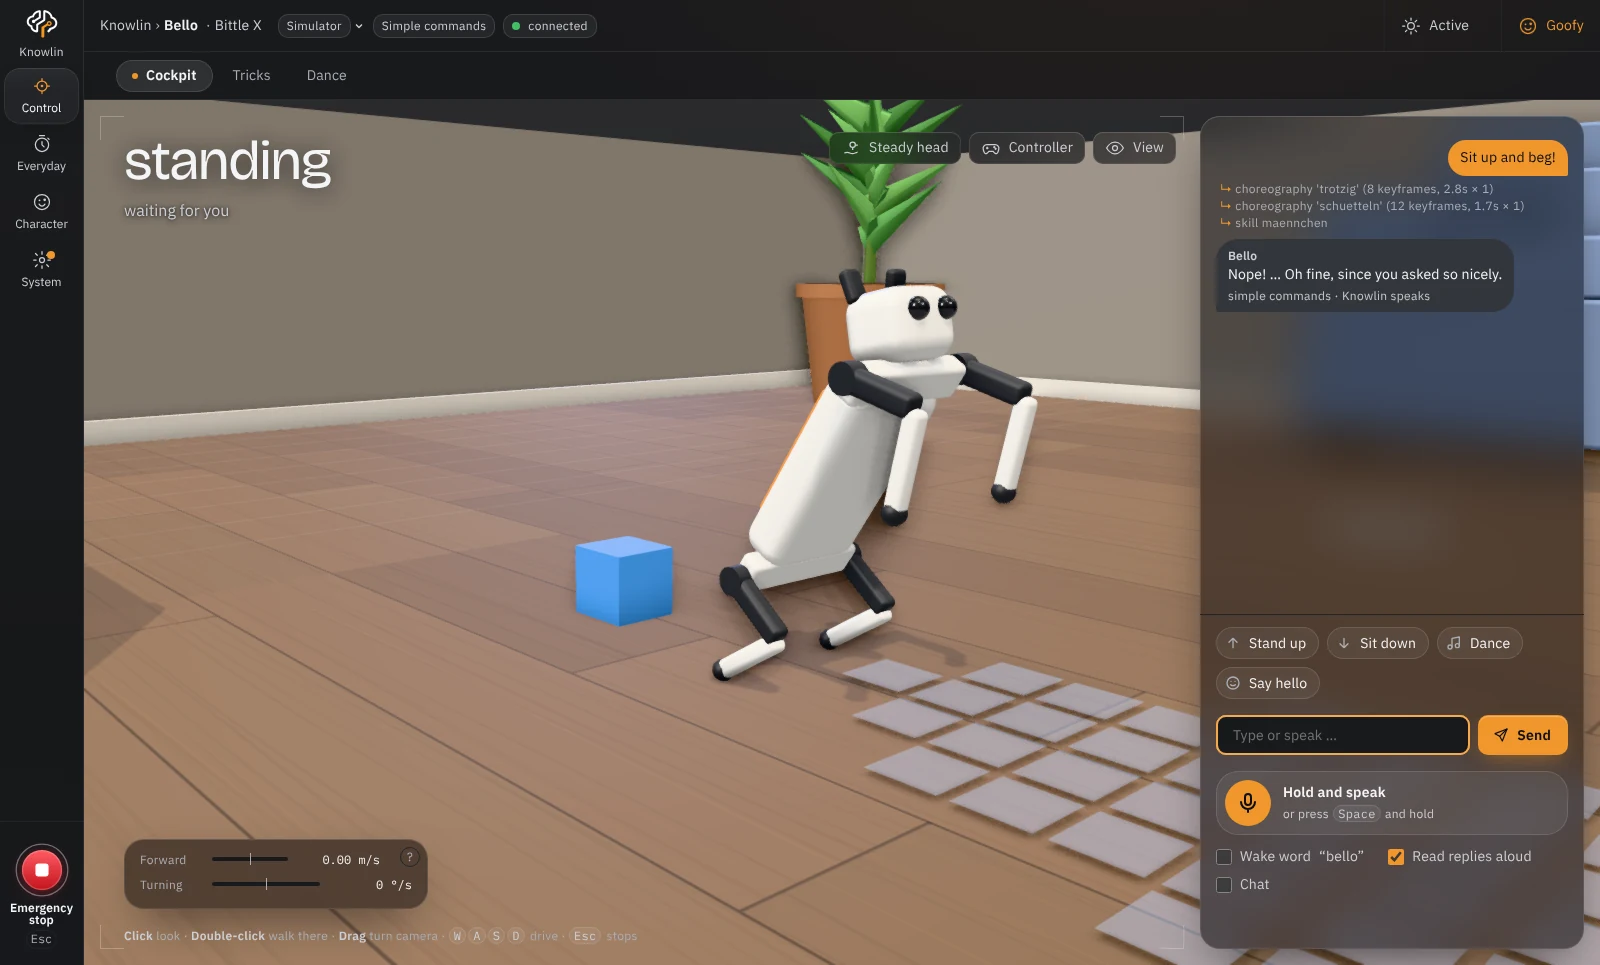 Knowlin
Control
Everyday
Character
System
Emergency
stop
Esc
Knowlin › Bello · Bittle X
Simulator
Simple commands
connected
Active
Goofy
Cockpit
Tricks
Dance
standing
waiting for you
Steady head
Controller
View
Sit up and beg!
↳ choreography 'trotzig' (8 keyframes, 2.8s × 1)
↳ choreography 'schuetteln' (12 keyframes, 1.7s × 1)
↳ skill maennchen
Bello
Nope! ... Oh fine, since you asked so nicely.
simple commands · Knowlin speaks
Stand up
Sit down
Dance
Say hello
Type or speak ...
Send
Hold and speak
or press Space and hold
Wake word “bello”
Read replies aloud
Chat
Forward 0.00 m/s ?
Turning 0 °/s
Click look · Double-click walk there · Drag turn camera · W A S D drive · Esc stops